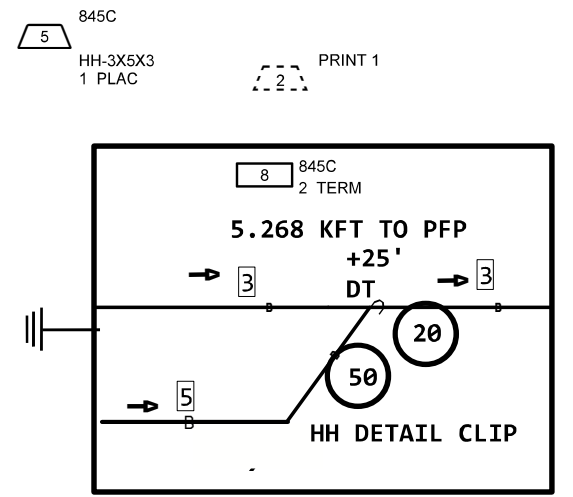 845C
5
HH-3X5X3
1 PLAC
PRINT 1
2
845C
8
2 TERM
5.268 KFT TO PFP
+25'
3
3
DT
20
50
5
HH DETAIL CLIP